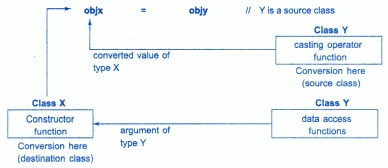 objx = objy // Y is a source class
Class Y
converted value of
type X
casting operator
function
Conversion here
(source class)
Class X
Class Y
Constructor
function
argument of
type Y
data access
functions
Conversion here
(destination class)